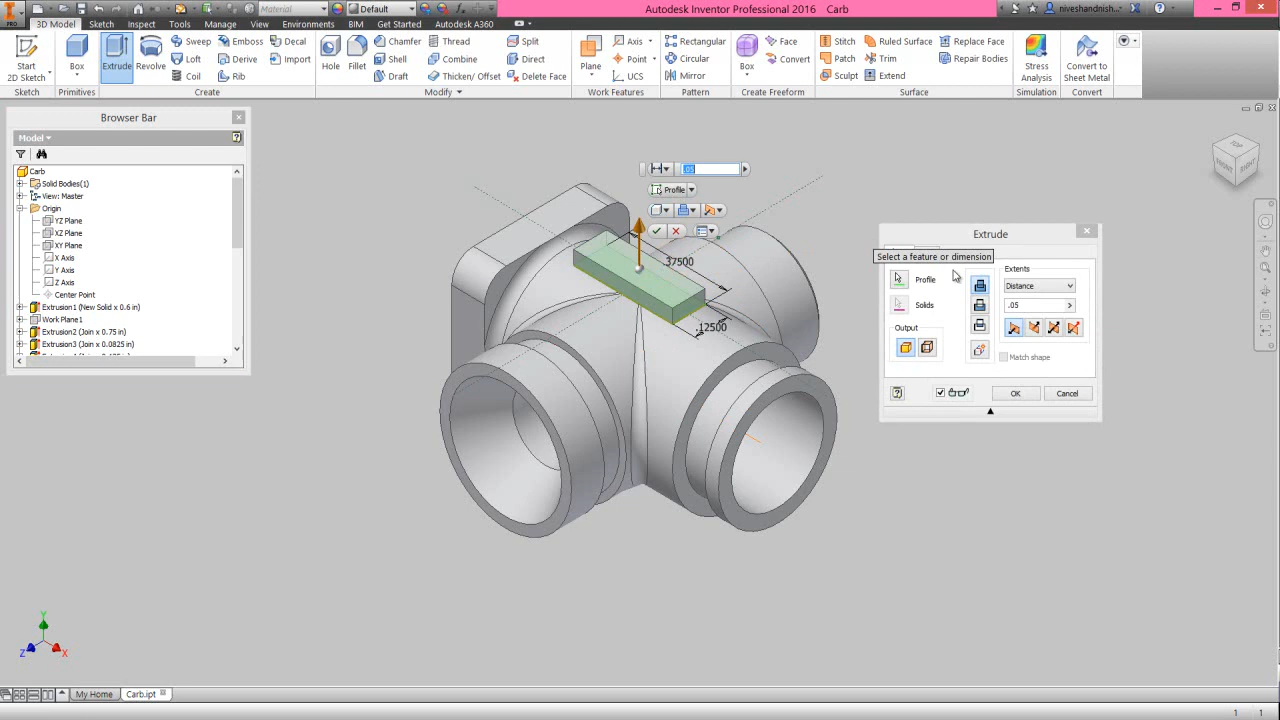 Material Default Autodesk Inventor Professional 2016 Carb niveshandnish...
PRO 3D Model Sketch Inspect Tools Manage View Environments BIM Get Started Autodesk A360
Start
2D Sketch
Box
Extrude
Revolve
Sweep Emboss Decal
Loft Derive Import
Coil Rib
Hole
Fillet
Chamfer Thread Split
Shell Combine Direct
Draft Thicken/ Offset Delete Face
Plane
Axis
Point
UCS
Rectangular
Circular
Mirror
Box
Face
Convert
Stitch Ruled Surface Replace Face
Patch Trim Repair Bodies
Sculpt Extend
Stress
Analysis
Convert to
Sheet Metal
Sketch Primitives Create Modify Work Features Pattern Create Freeform Surface Simulation Convert
Browser Bar
Model
Carb
Solid Bodies(1)
View: Master
Origin
YZ Plane
XZ Plane
XY Plane
X Axis
Y Axis
Z Axis
Center Point
Extrusion1 (New Solid x 0.6 in)
Work Plane1
Extrusion2 (Join x 0.75 in)
Extrusion3 (Join x 0.0825 in)
.05
Profile
.37500
.12500
TOP
FRONT
RIGHT
Extrude
Select a feature or dimension
Profile
Solids
Output
Extents
Distance
.05
Match shape
OK Cancel
Y
Z
X
My Home Carb.ipt
1 1